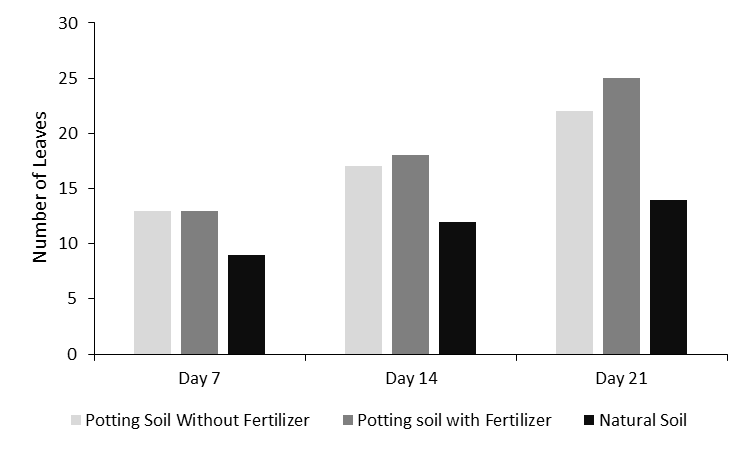 30
25
20
15
10
5
0
Number of Leaves
Day 7 Day 14 Day 21
Potting Soil Without Fertilizer Potting soil with Fertilizer Natural Soil